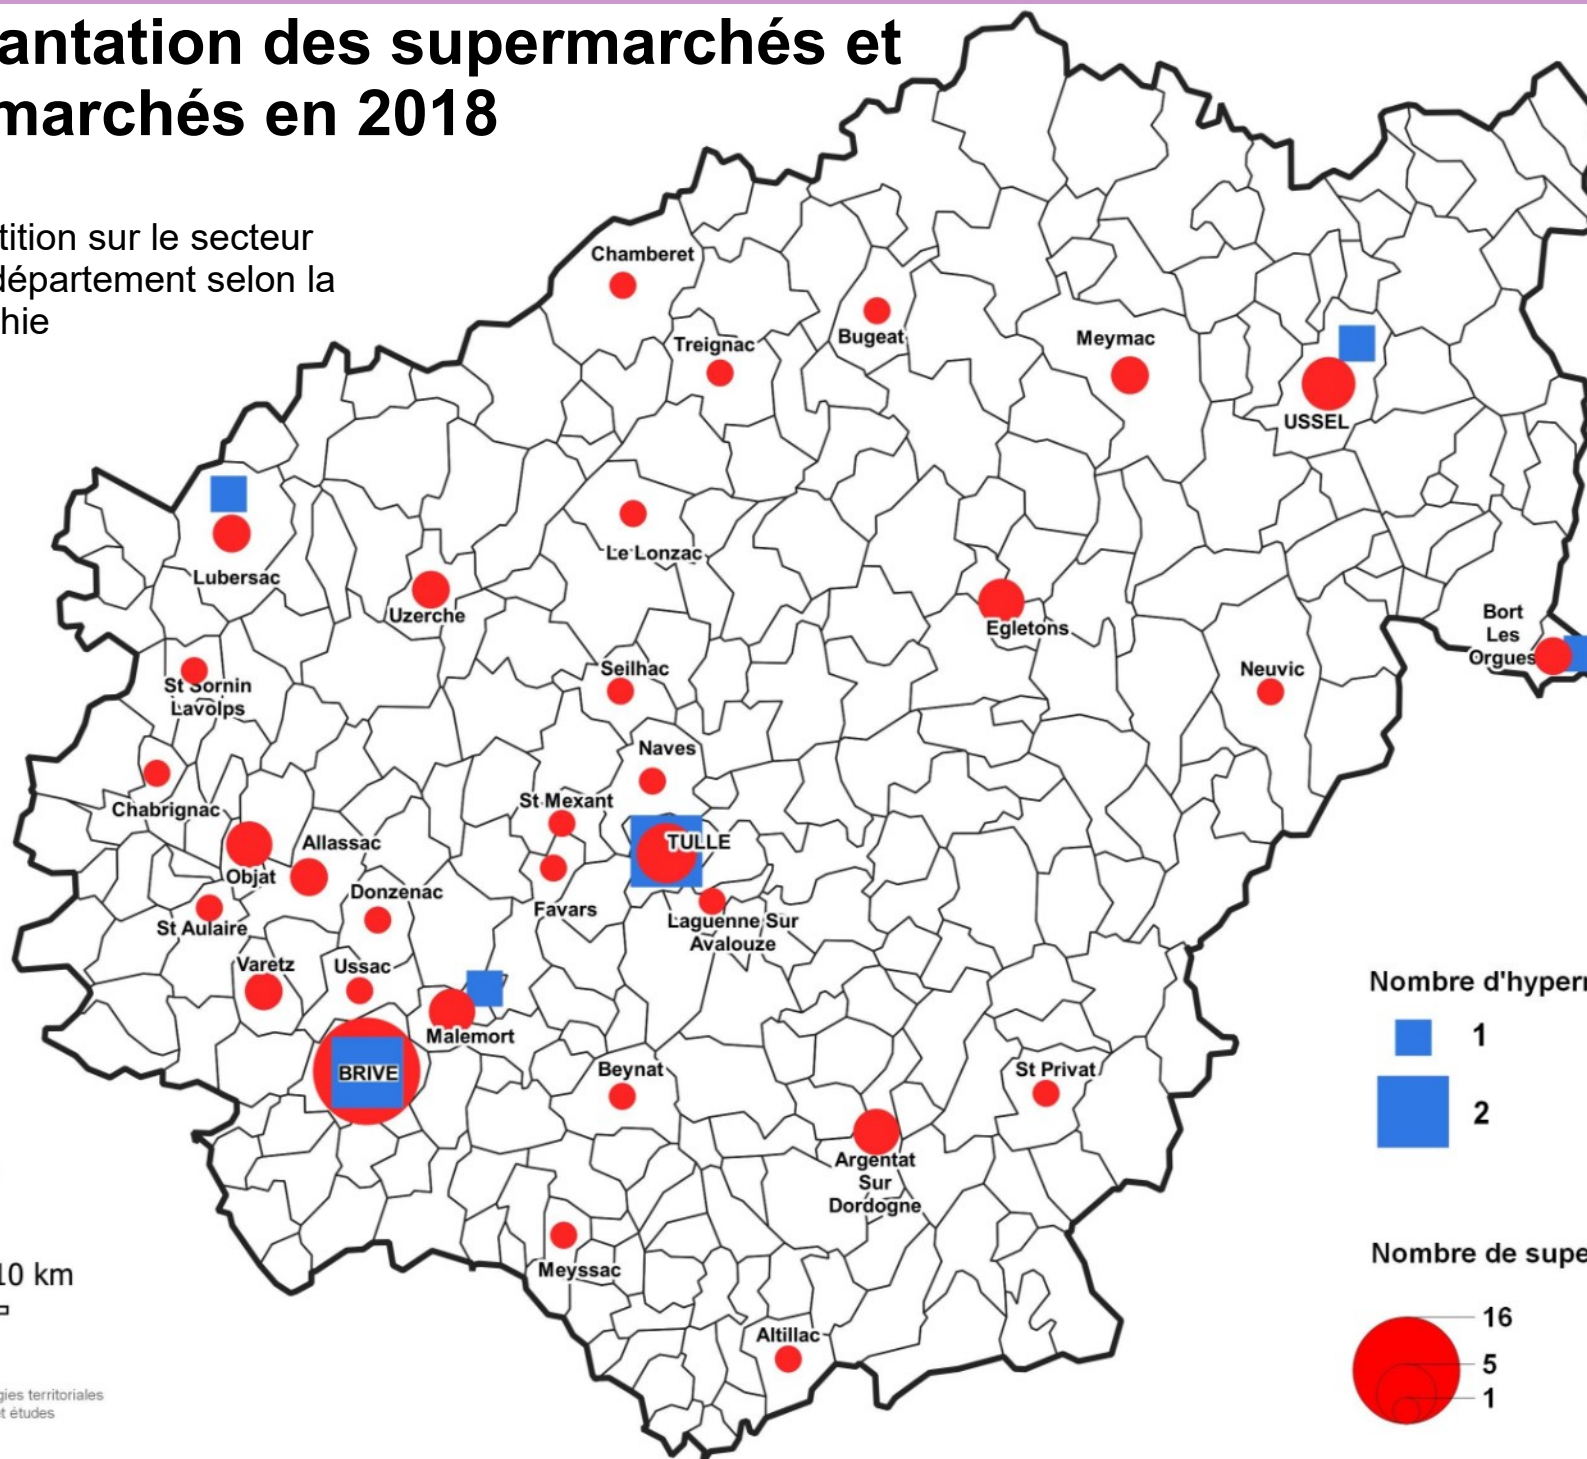 antation des supermarchés et
marchés en 2018
tition sur le secteur
département selon la
hie
Chamberet
Treignac
Bugeat
Meymac
USSEL
Lubersac
Le Lonzac
Uzerche
Egletons
Bort
Les
Orgues
St Sornin
Lavolps
Seilhac
Neuvic
Naves
Chabrignac
St Mexant
TULLE
Allassac
Objat
Donzenac
Favars
St Aulaire
Laguenne Sur
Avalouze
Varetz
Ussac
Malemort
BRIVE
Beynat
St Privat
Argentat
Sur
Dordogne
Meyssac
Altillac
Nombre d'hyperm
1
2
Nombre de supe
16
5
1
10 km
gies territoriales
t études